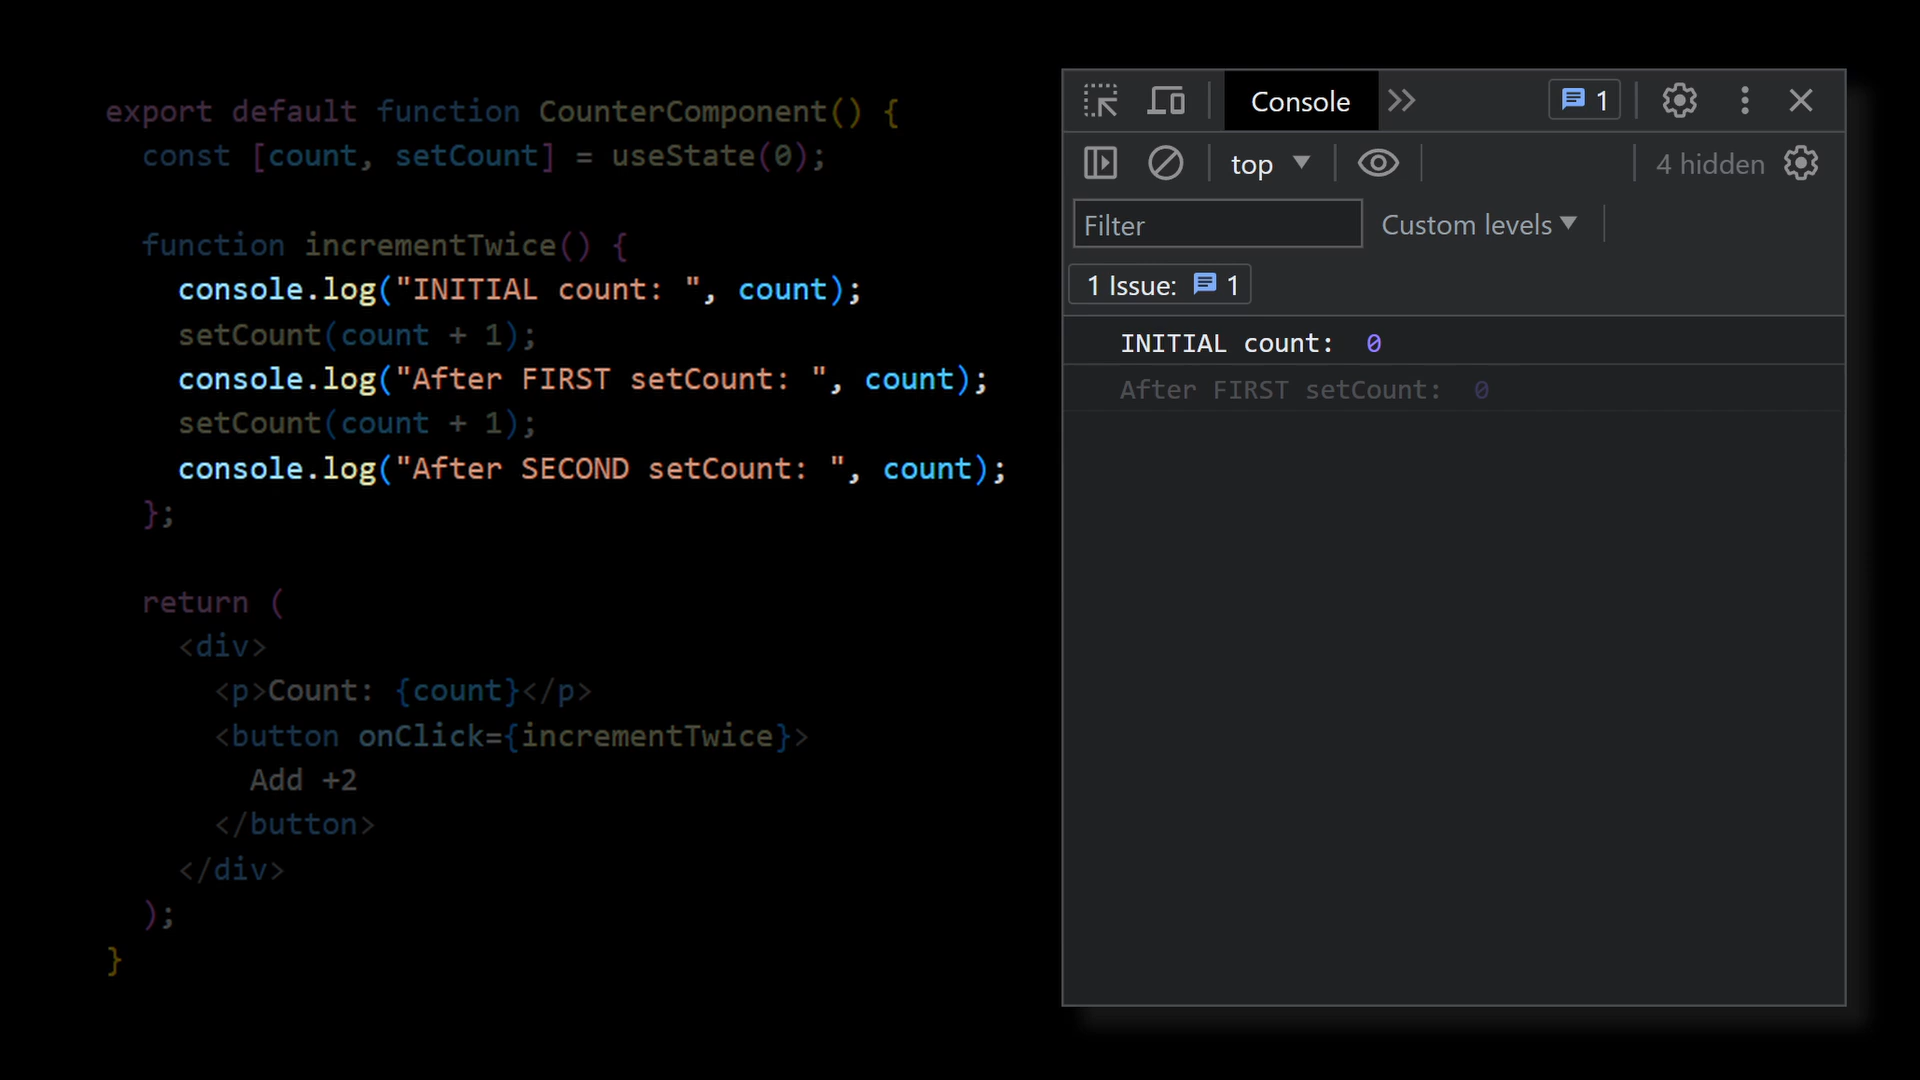 export default function CounterComponent() {
const [count, setCount] = useState(0);
function incrementTwice() {
console.log("INITIAL count: ", count);
setCount(count + 1);
console.log("After FIRST setCount: ", count);
setCount(count + 1);
console.log("After SECOND setCount: ", count);
};
return (
<div>
<p>Count: {count}</p>
<button onClick={incrementTwice}>
Add +2
</button>
</div>
);
}
Console
1
top
4 hidden
Filter
Custom levels
1 Issue: 1
INITIAL count: 0
After FIRST setCount: 0